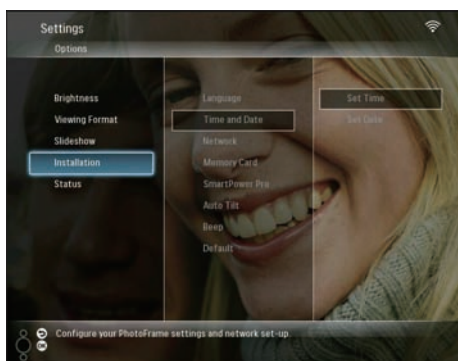 Settings
Options
Brightness
Viewing Format
Slideshow
Installation
Status
Language
Time and Date
Network
Memory Card
SmartPower Pro
Auto Tilt
Beep
Default
Set Time
Set Date
Configure your PhotoFrame settings and network set-up